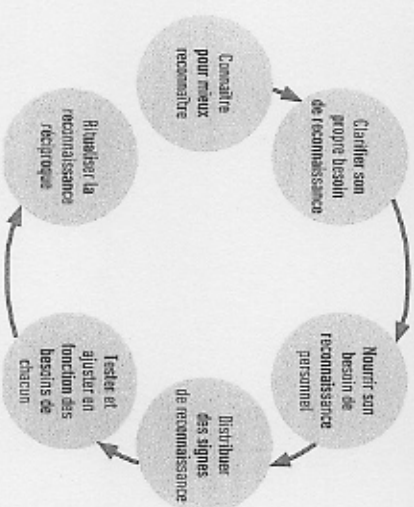 Connaître
pour mieux
reconnaître
Clarifier son
propre besoin
de reconnaissance
Nourrir son
besoin de
reconnaissance
personnel
Distribuer
des signes
de reconnaissance
Tester et
ajuster en
fonction des
besoins de
chacun
Ritualiser la
reconnaissance
réciproque